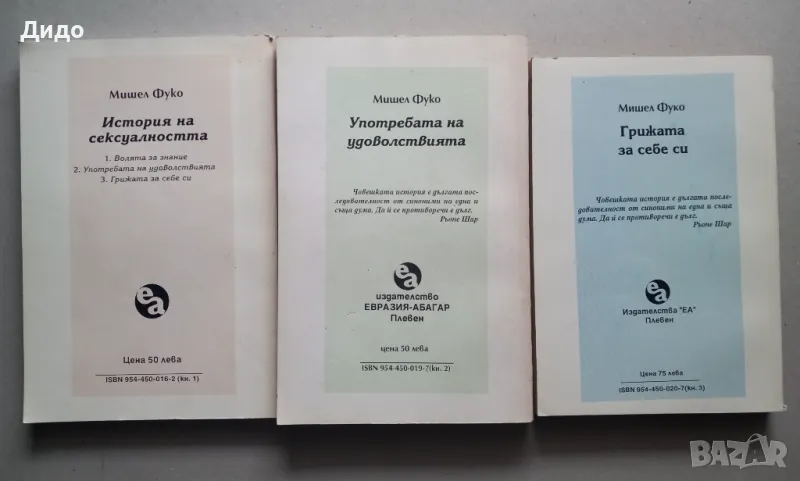 Дидо
Мишел Фуко
История на
сексуалността
1. Волята за знание
2. Употребата на удоволствията
3. Грижата за себе си
еа
Цена 50 лева
ISBN 954-450-016-2 (кн. 1)
Мишел Фуко
Употребата на
удоволствията
Човешката история е дългата пос-
ледователност от синоними на една и
съща дума. Да ѝ се противоречи е дълг.
Рьоне Шар
еа
издателство
ЕВРАЗИЯ-АБАГАР
Плевен
цена 50 лева
ISBN 954-450-019-7 (кн. 2)
Мишел Фуко
Грижата
за себе си
Човешката история е дългата после-
дователност от синоними на една и съща
дума. Да ѝ се противоречи е дълг.
Рьоне Шар
еа
Издателства "ЕА"
Плевен
Цена 75 лева
ISBN 954-450-020-7 (кн. 3)
BAZAR